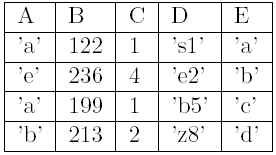 A B C D E
’a’ 122 1 ’s1’ ’a’
’e’ 236 4 ’e2’ ’b’
’a’ 199 1 ’b5’ ’c’
’b’ 213 2 ’z8’ ’d’